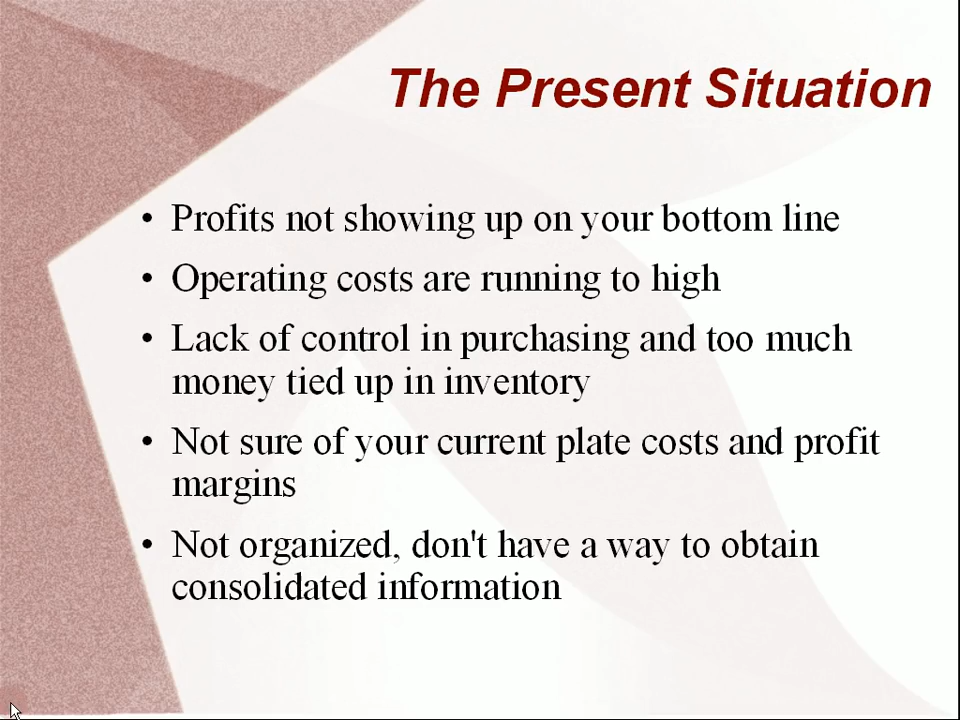 The Present Situation
• Profits not showing up on your bottom line
• Operating costs are running to high
• Lack of control in purchasing and too much
money tied up in inventory
• Not sure of your current plate costs and profit
margins
• Not organized, don't have a way to obtain
consolidated information